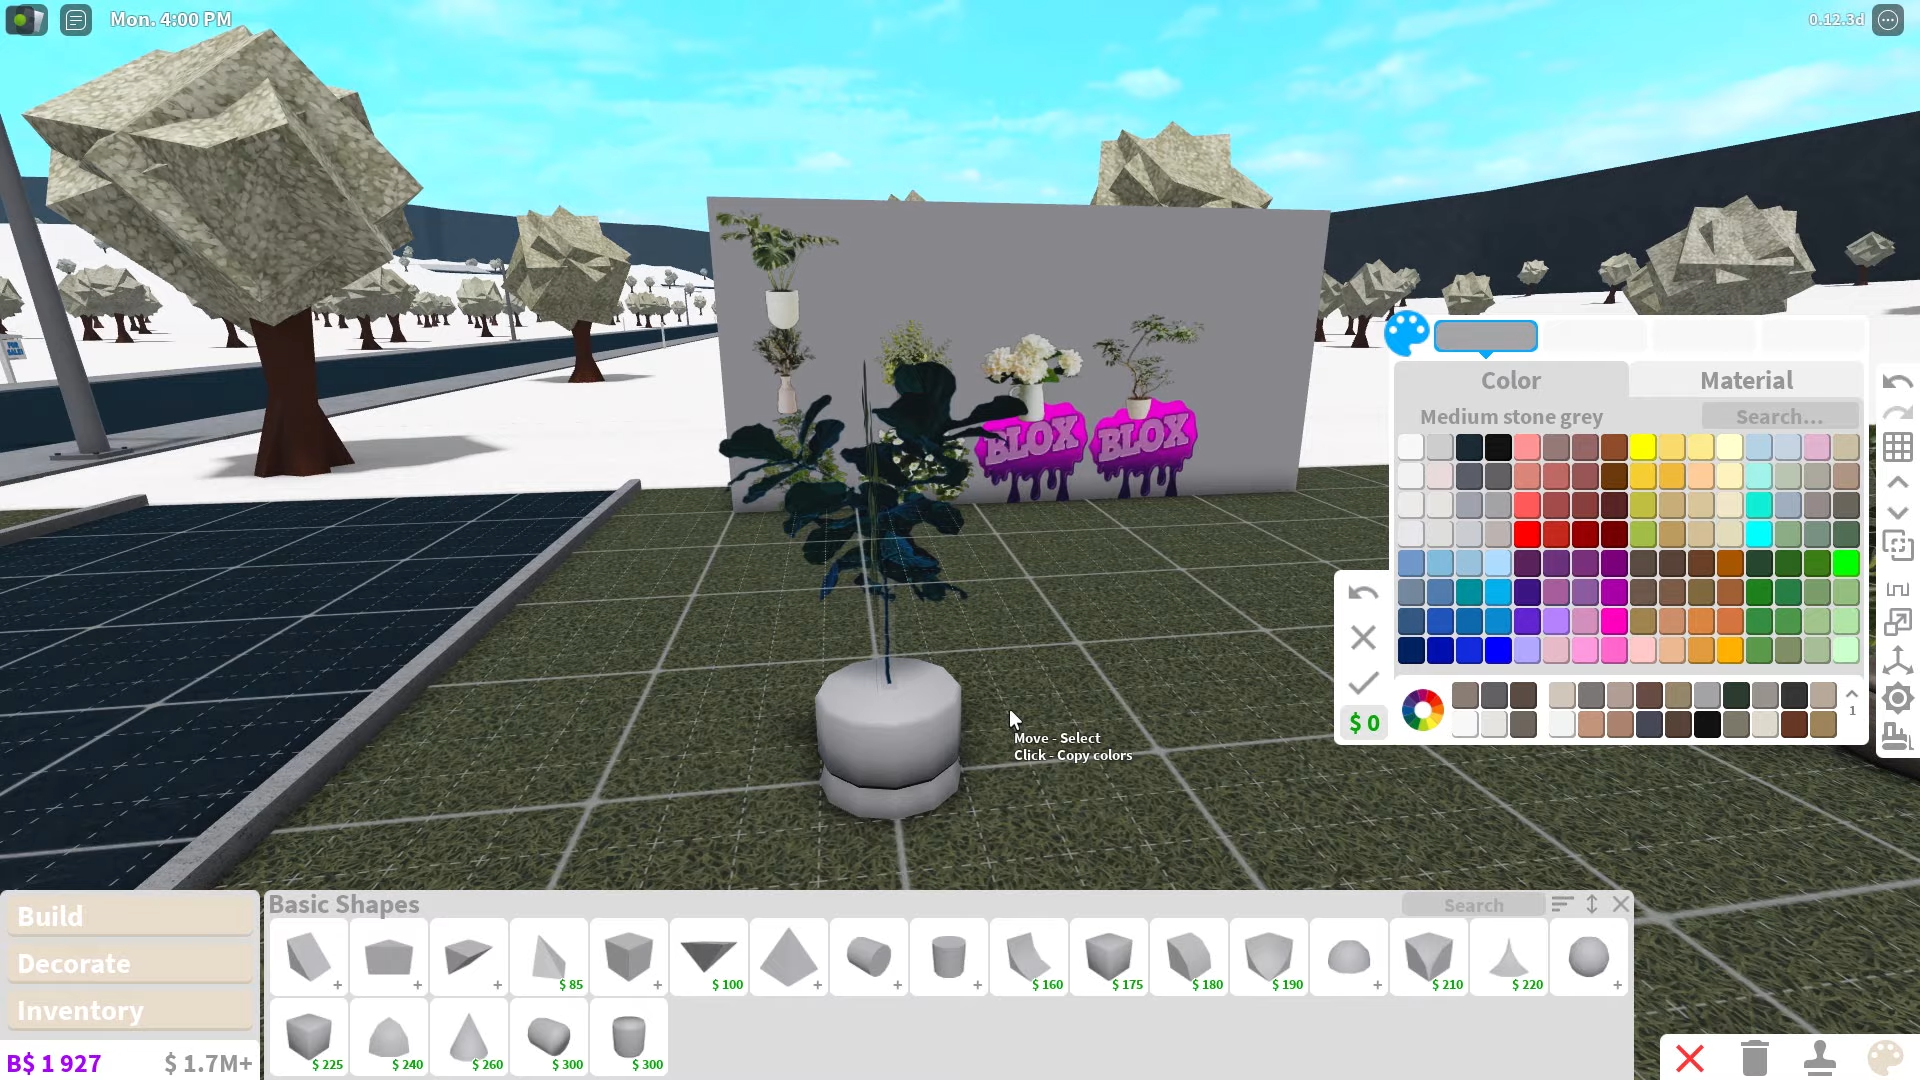 Mon. 4:00 PM
0.12.3d
BLOX
BLOX
Color
Material
Medium stone grey
Search...
$ 0
1
Move - Select
Click - Copy colors
Build
Decorate
Inventory
B$ 1 927
$ 1.7M+
Basic Shapes
Search
+ + + $ 85 + $ 100 + + + $ 160 $ 175 $ 180 $ 190 + $ 210 $ 220 +
$ 225 $ 240 $ 260 $ 300 $ 300